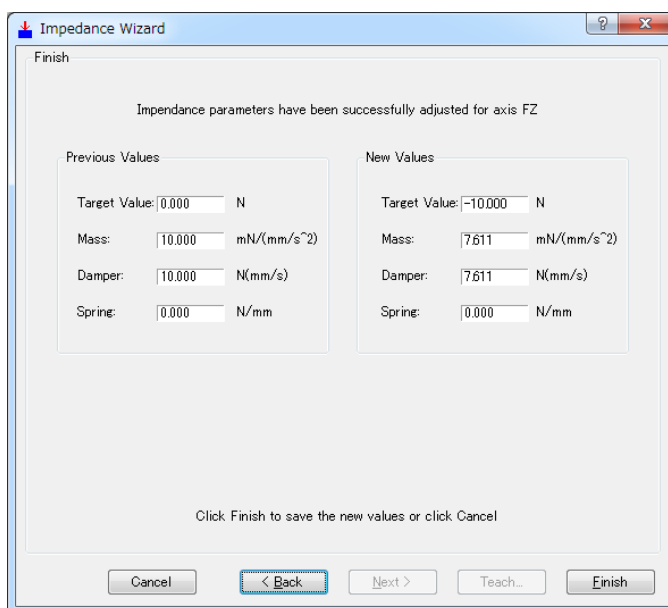 Impedance Wizard
Finish
Impendance parameters have been successfully adjusted for axis FZ
Previous Values
Target Value: 0.000 N
Mass: 10.000 mN/(mm/s^2)
Damper: 10.000 N(mm/s)
Spring: 0.000 N/mm
New Values
Target Value: -10.000 N
Mass: 7.611 mN/(mm/s^2)
Damper: 7.611 N(mm/s)
Spring: 0.000 N/mm
Click Finish to save the new values or click Cancel
Cancel < Back Next > Teach... Finish